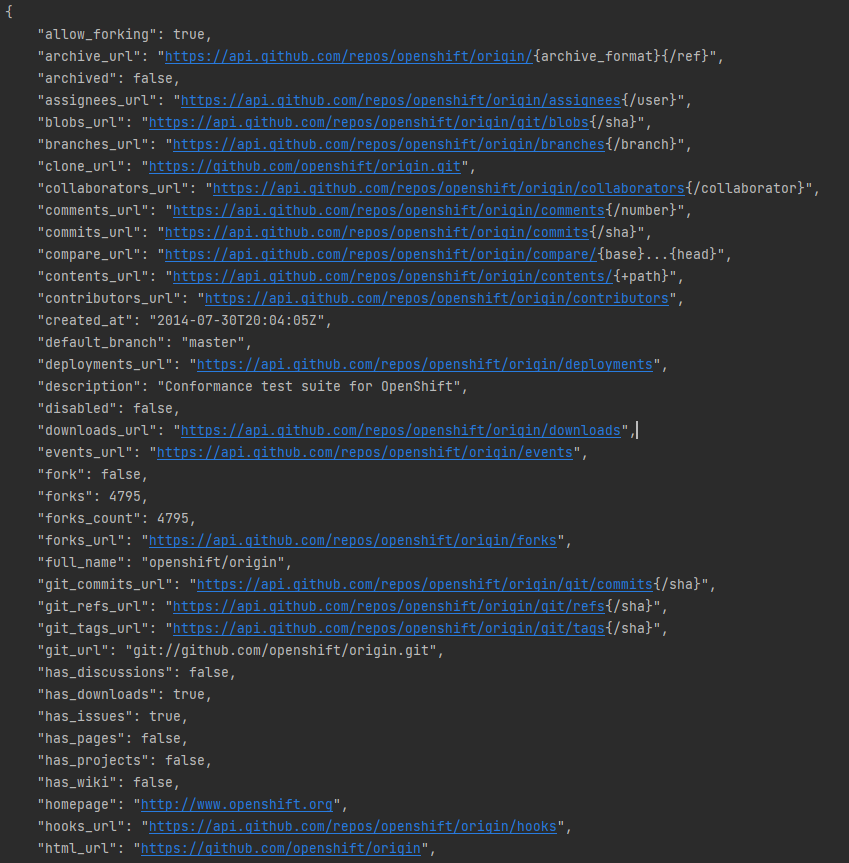 {
"allow_forking": true,
"archive_url": "https://api.github.com/repos/openshift/origin/{archive_format}{/ref}",
"archived": false,
"assignees_url": "https://api.github.com/repos/openshift/origin/assignees{/user}",
"blobs_url": "https://api.github.com/repos/openshift/origin/git/blobs{/sha}",
"branches_url": "https://api.github.com/repos/openshift/origin/branches{/branch}",
"clone_url": "https://github.com/openshift/origin.git",
"collaborators_url": "https://api.github.com/repos/openshift/origin/collaborators{/collaborator}",
"comments_url": "https://api.github.com/repos/openshift/origin/comments{/number}",
"commits_url": "https://api.github.com/repos/openshift/origin/commits{/sha}",
"compare_url": "https://api.github.com/repos/openshift/origin/compare/{base}...{head}",
"contents_url": "https://api.github.com/repos/openshift/origin/contents/{+path}",
"contributors_url": "https://api.github.com/repos/openshift/origin/contributors",
"created_at": "2014-07-30T20:04:05Z",
"default_branch": "master",
"deployments_url": "https://api.github.com/repos/openshift/origin/deployments",
"description": "Conformance test suite for OpenShift",
"disabled": false,
"downloads_url": "https://api.github.com/repos/openshift/origin/downloads",
"events_url": "https://api.github.com/repos/openshift/origin/events",
"fork": false,
"forks": 4795,
"forks_count": 4795,
"forks_url": "https://api.github.com/repos/openshift/origin/forks",
"full_name": "openshift/origin",
"git_commits_url": "https://api.github.com/repos/openshift/origin/git/commits{/sha}",
"git_refs_url": "https://api.github.com/repos/openshift/origin/git/refs{/sha}",
"git_tags_url": "https://api.github.com/repos/openshift/origin/git/tags{/sha}",
"git_url": "git://github.com/openshift/origin.git",
"has_discussions": false,
"has_downloads": true,
"has_issues": true,
"has_pages": false,
"has_projects": false,
"has_wiki": false,
"homepage": "http://www.openshift.org",
"hooks_url": "https://api.github.com/repos/openshift/origin/hooks",
"html_url": "https://github.com/openshift/origin",